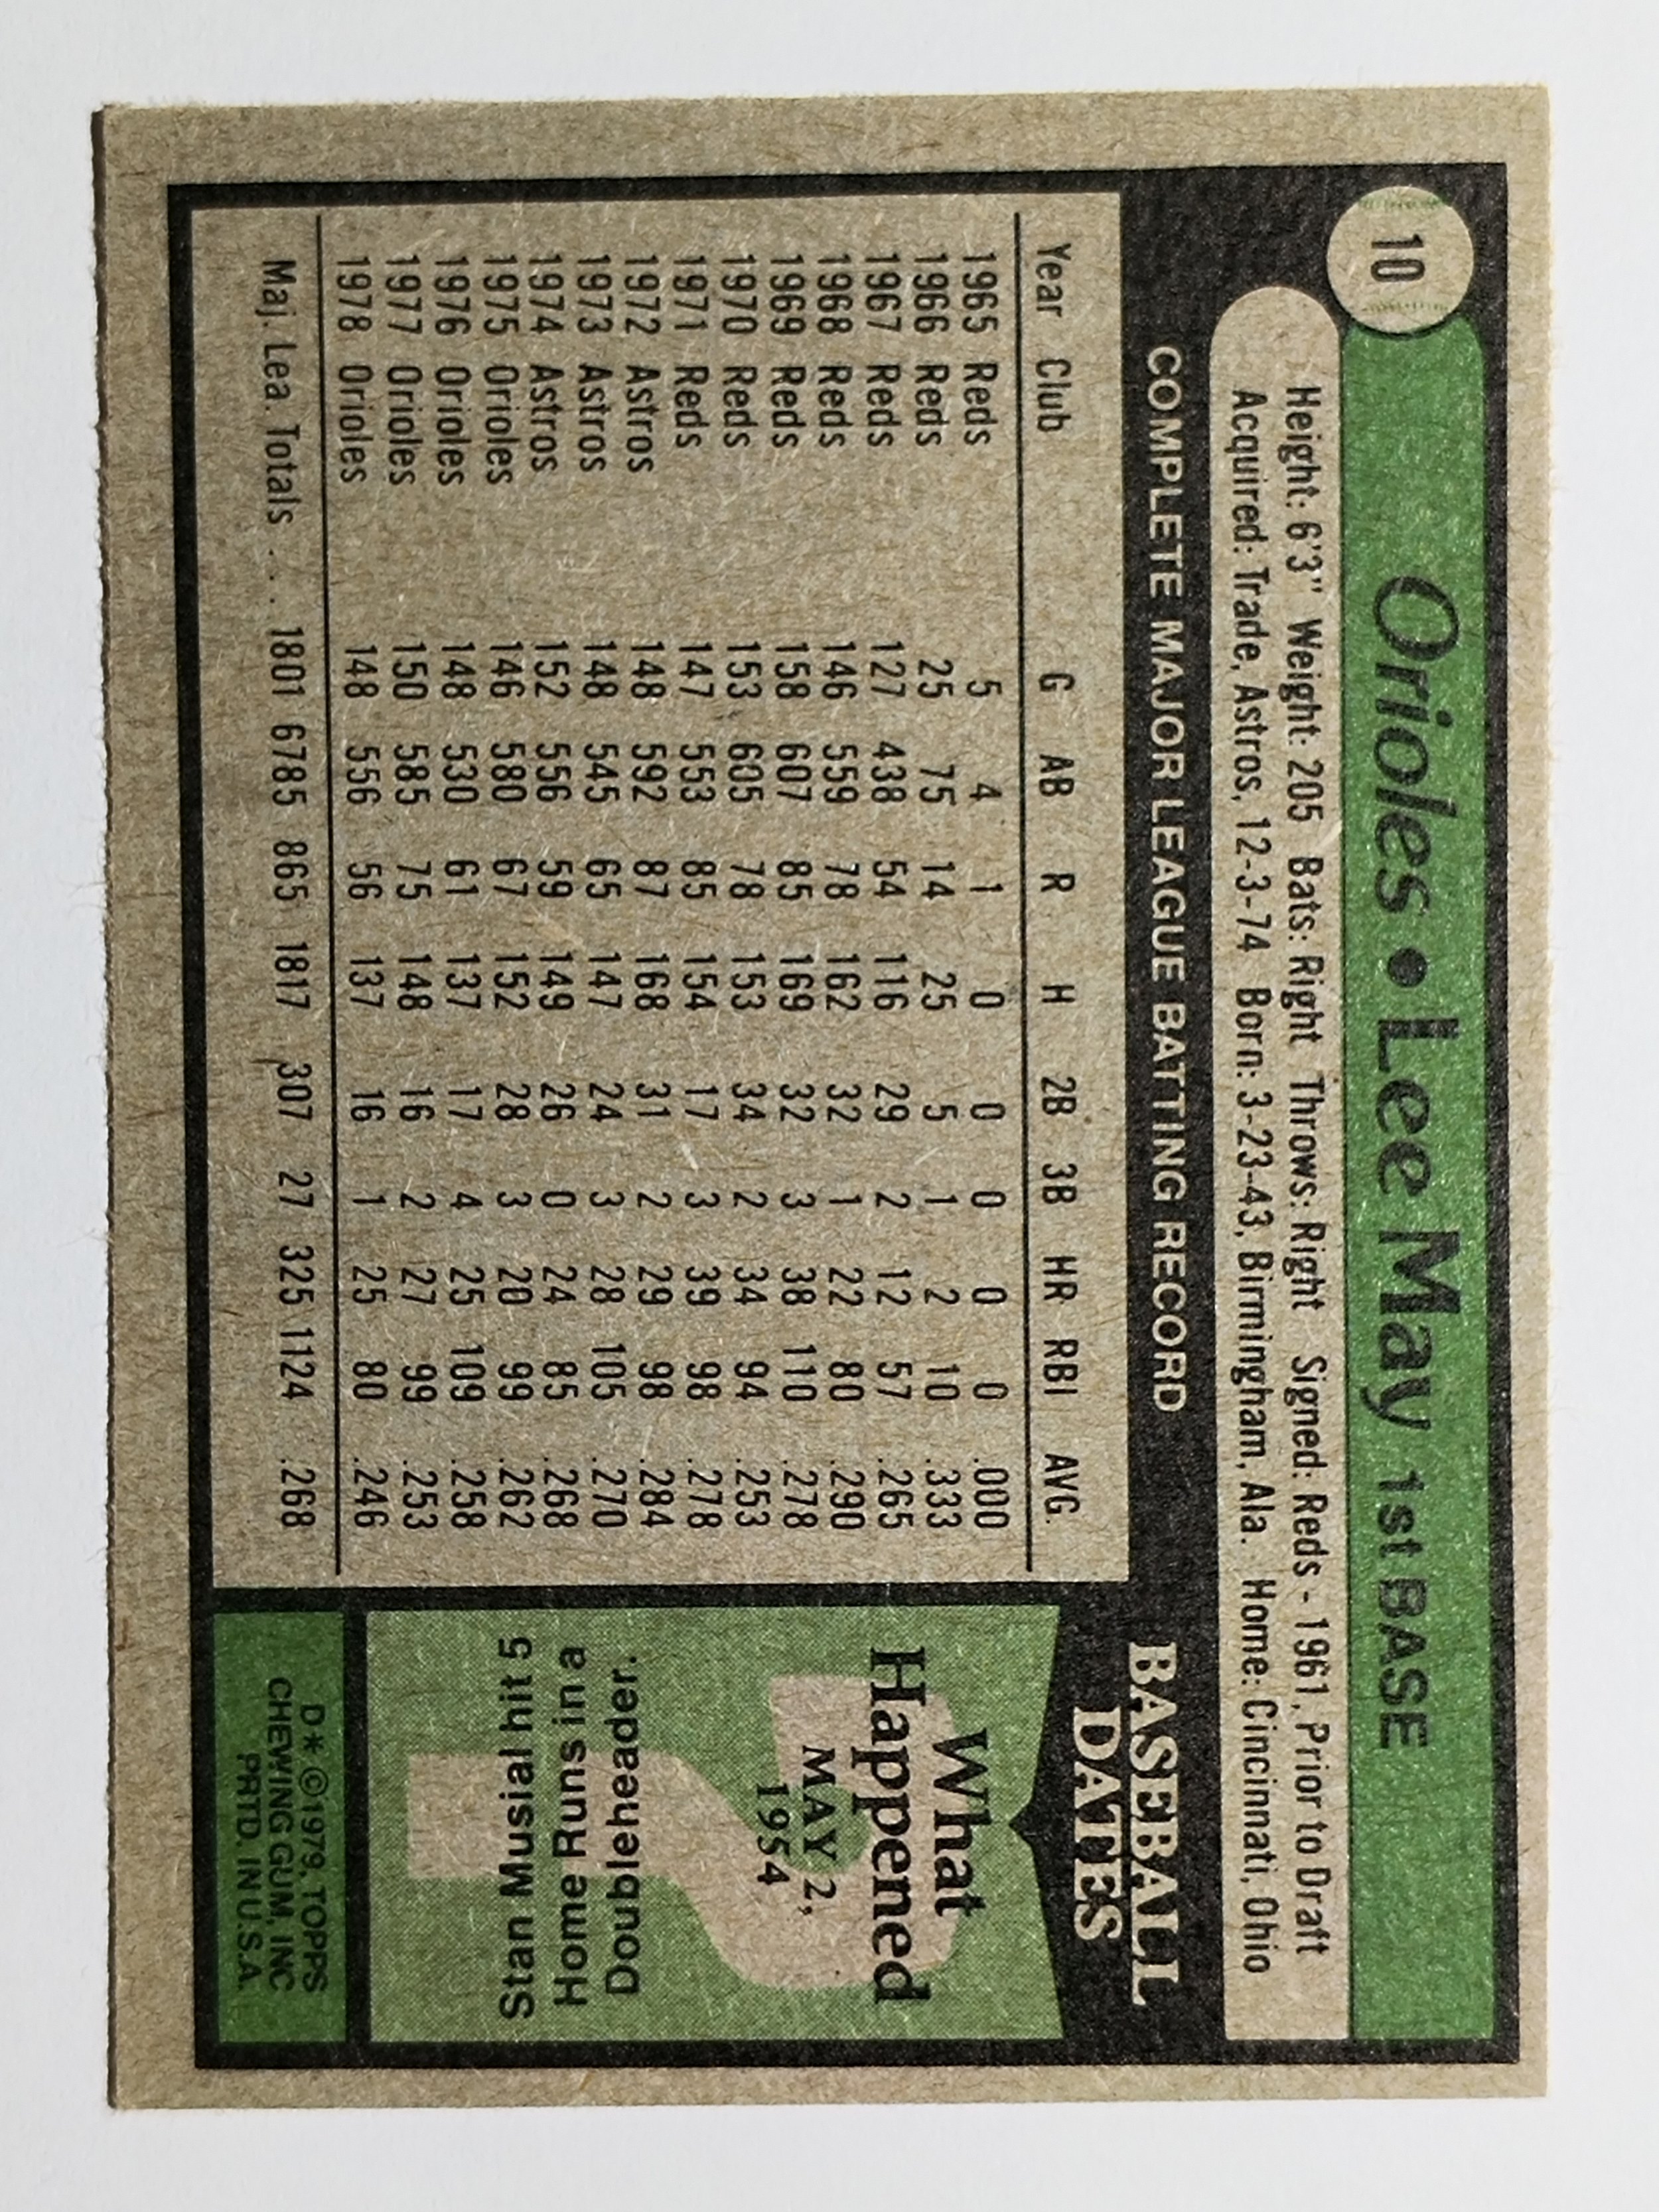 10
Orioles • Lee May 1st BASE
Height: 6'3" Weight: 205 Bats: Right Throws: Right Signed: Reds - 1961, Prior to Draft
Acquired: Trade, Astros, 12-3-74 Born: 3-23-43, Birmingham, Ala. Home: Cincinnati, Ohio
COMPLETE MAJOR LEAGUE BATTING RECORD
Year Club G AB R H 2B 3B HR RBI AVG.
1965 Reds 5 4 1 0 0 0 0 0 .000
1966 Reds 25 75 14 25 5 1 2 10 .333
1967 Reds 127 438 54 116 29 2 12 57 .265
1968 Reds 146 559 78 162 32 1 22 80 .290
1969 Reds 158 607 85 169 32 3 38 110 .278
1970 Reds 153 605 78 153 34 2 34 94 .253
1971 Reds 147 553 85 154 17 3 39 98 .278
1972 Astros 148 592 87 168 31 2 29 98 .284
1973 Astros 148 545 65 147 24 3 28 105 .270
1974 Astros 152 556 59 149 26 0 24 85 .268
1975 Orioles 146 580 67 152 28 3 20 99 .262
1976 Orioles 148 530 61 137 17 4 25 109 .258
1977 Orioles 150 585 75 148 16 2 27 99 .253
1978 Orioles 148 556 56 137 16 1 25 80 .246
Maj. Lea. Totals . . . 1801 6785 865 1817 307 27 325 1124 .268
BASEBALL
DATES
What
Happened
MAY 2,
1954
Stan Musial hit 5
Home Runs in a
Doubleheader.
D* ©1979, TOPPS
CHEWING GUM, INC
PRTD. IN U.S.A.